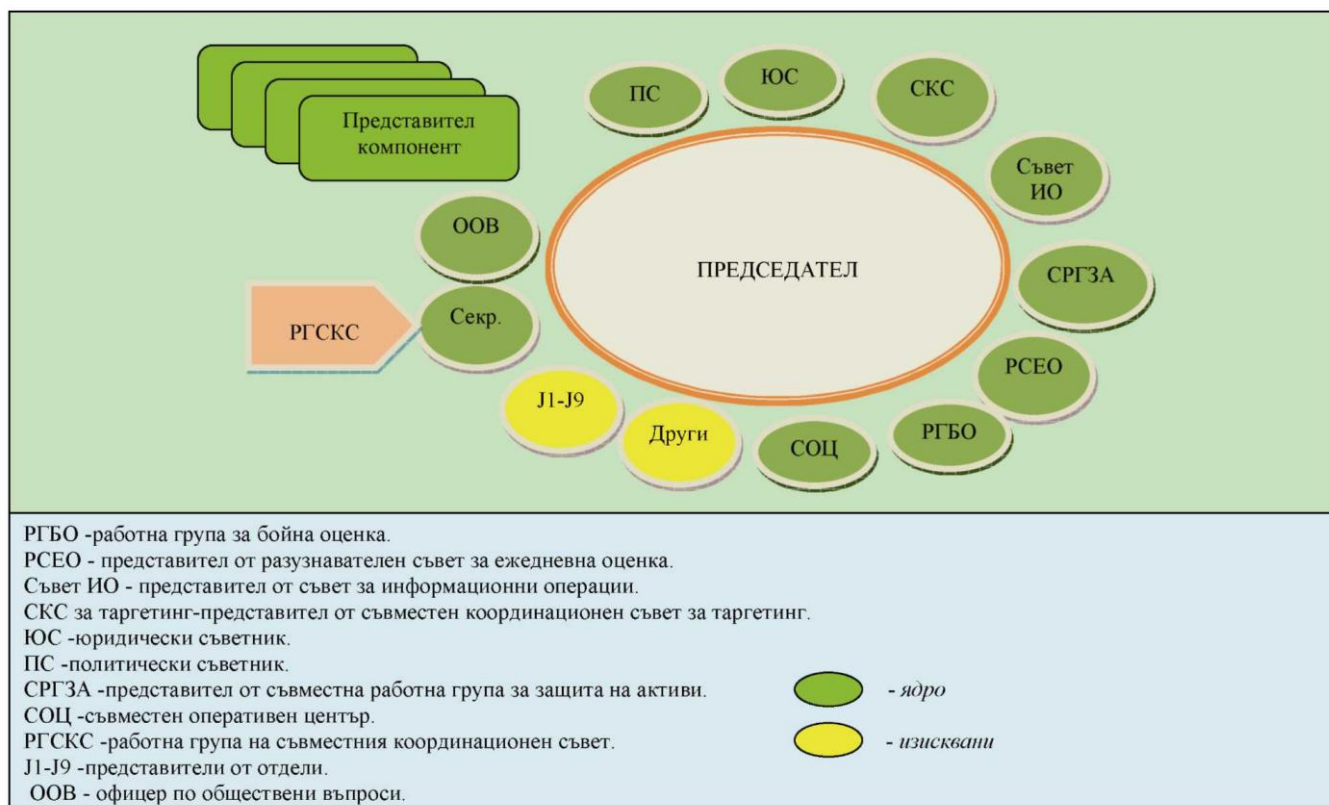 Представител
компонент
ПС
ЮС
СКС
Съвет
ИО
ООВ
ПРЕДСЕДАТЕЛ
СРГЗА
РГСКС
Секр.
РСЕО
J1-J9
Други
СОЦ
РГБО
РГБО -работна група за бойна оценка.
РСЕО - представител от разузнавателен съвет за ежедневна оценка.
Съвет ИО - представител от съвет за информационни операции.
СКС за таргетинг-представител от съвместен координационен съвет за таргетинг.
ЮС -юридически съветник.
ПС -политически съветник.
СРГЗА -представител от съвместна работна група за защита на активи.
- ядро
СОЦ -съвместен оперативен център.
РГСКС -работна група на съвместния координационен съвет.
- изисквани
J1-J9 -представители от отдели.
ООВ - офицер по обществени въпроси.